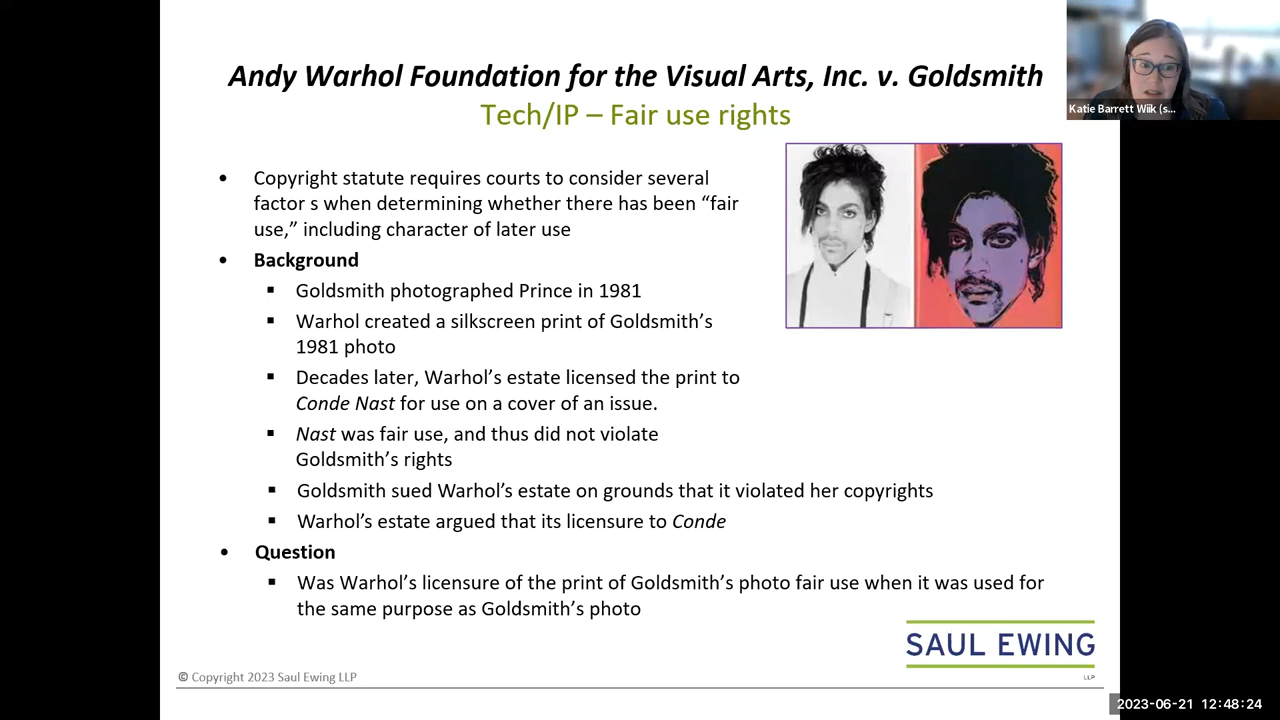 Andy Warhol Foundation for the Visual Arts, Inc. v. Goldsmith
Tech/IP – Fair use rights
Katie Barrett Wiik (s...
• Copyright statute requires courts to consider several
factor s when determining whether there has been “fair
use,” including character of later use
• Background
▪ Goldsmith photographed Prince in 1981
▪ Warhol created a silkscreen print of Goldsmith’s
1981 photo
▪ Decades later, Warhol’s estate licensed the print to
Conde Nast for use on a cover of an issue.
▪ Nast was fair use, and thus did not violate
Goldsmith’s rights
▪ Goldsmith sued Warhol’s estate on grounds that it violated her copyrights
▪ Warhol’s estate argued that its licensure to Conde
• Question
▪ Was Warhol’s licensure of the print of Goldsmith’s photo fair use when it was used for
the same purpose as Goldsmith’s photo
SAUL EWING
LLP
© Copyright 2023 Saul Ewing LLP
2023-06-21 12:48:24